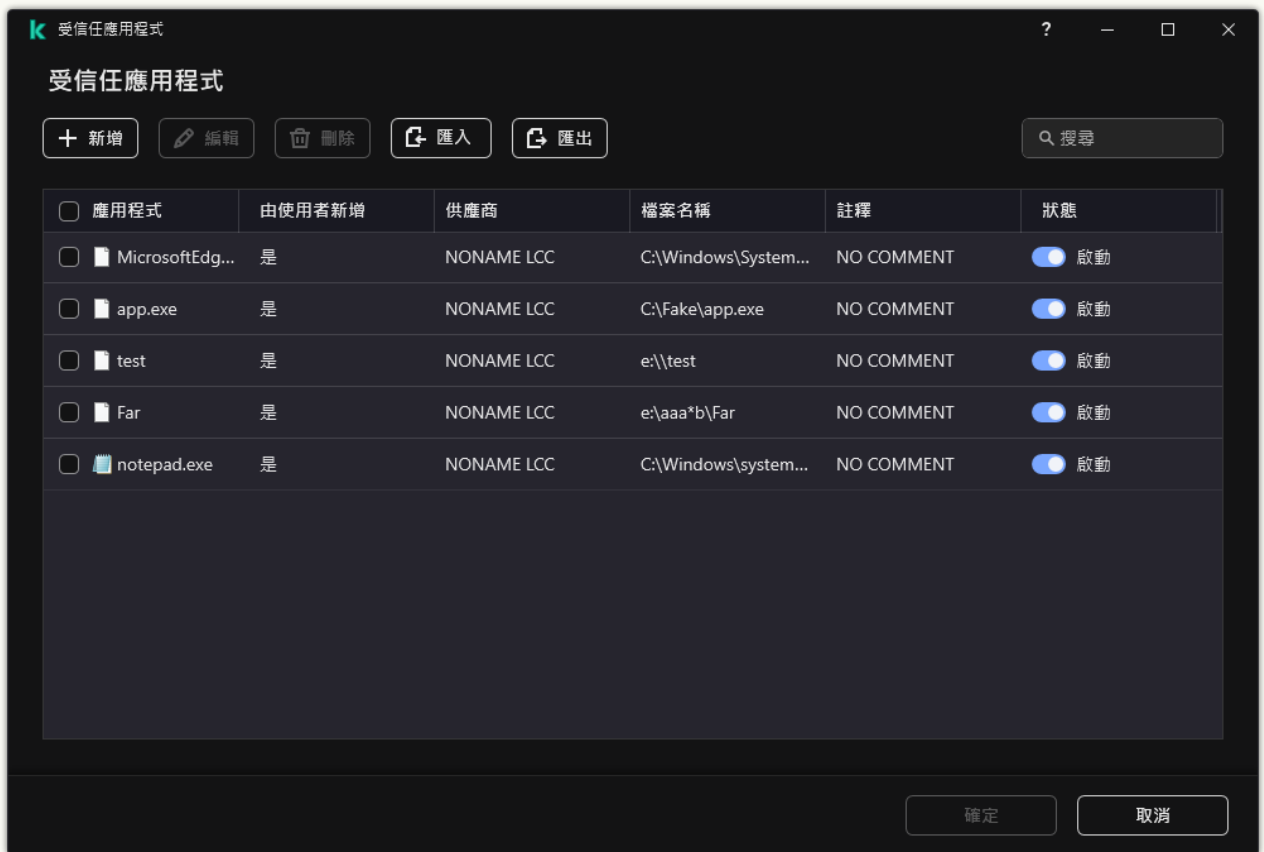 受信任應用程式
?
受信任應用程式
新增 編輯 刪除 匯入 匯出 搜尋
應用程式 由使用者新增 供應商 檔案名稱 註釋 狀態
MicrosoftEdg... 是 NONAME LCC C:\Windows\System... NO COMMENT 啟動
app.exe 是 NONAME LCC C:\Fake\app.exe NO COMMENT 啟動
test 是 NONAME LCC e:\\test NO COMMENT 啟動
Far 是 NONAME LCC e:\aaa*b\Far NO COMMENT 啟動
notepad.exe 是 NONAME LCC C:\Windows\system... NO COMMENT 啟動
確定 取消